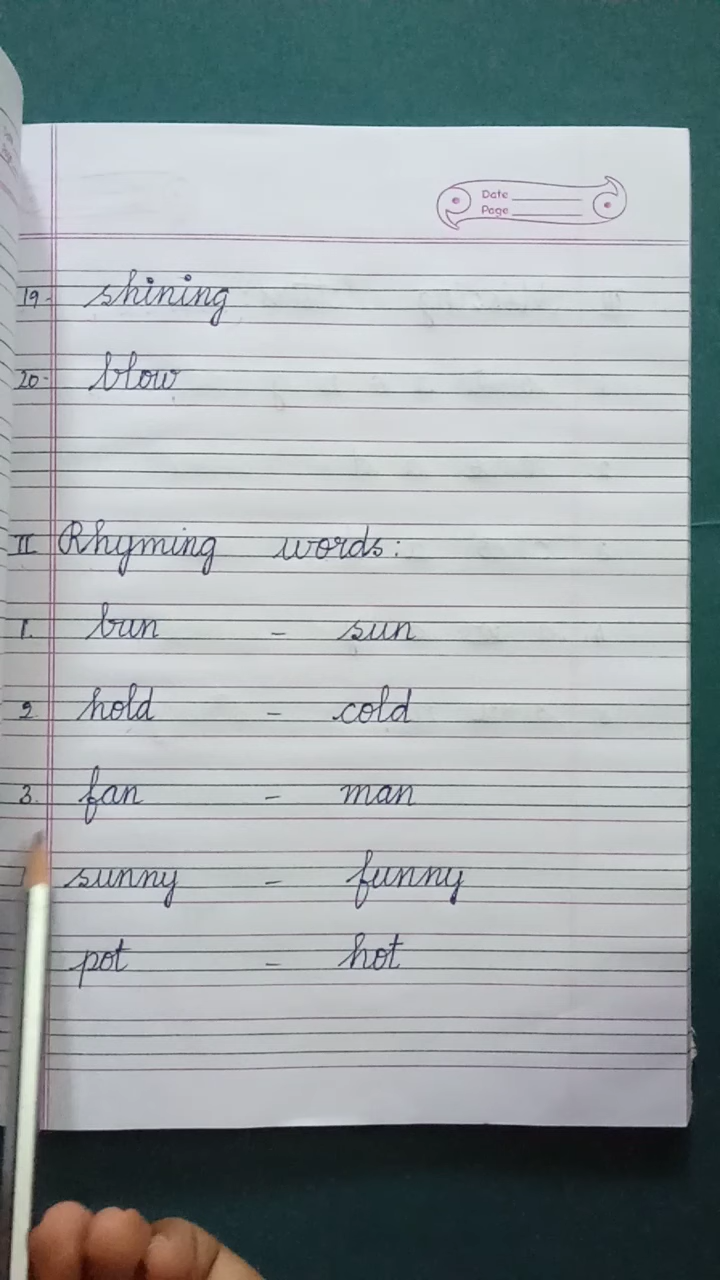 Date
Page
19. shining
20. blow
II Rhyming words:
1. bun - sun
2. hold - cold
3. fan - man
sunny - funny
pot - hot